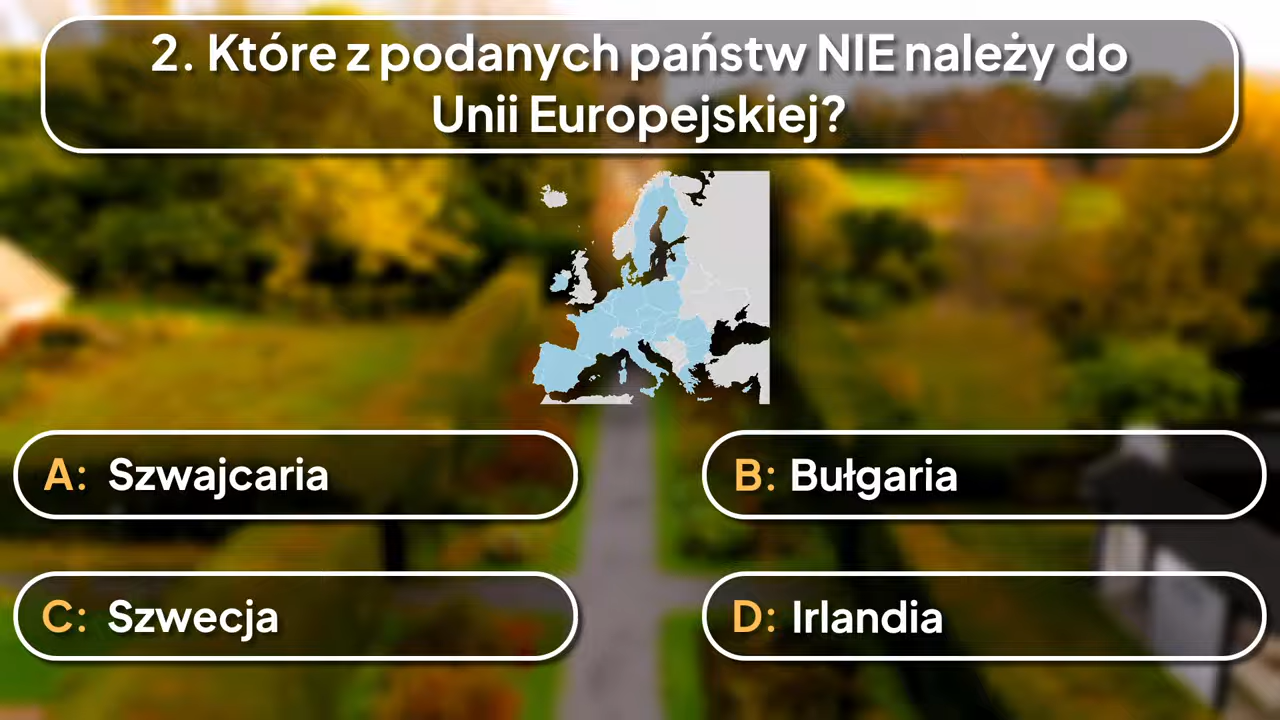 2. Które z podanych państw NIE należy do
Unii Europejskiej?
A: Szwajcaria
B: Bułgaria
C: Szwecja
D: Irlandia